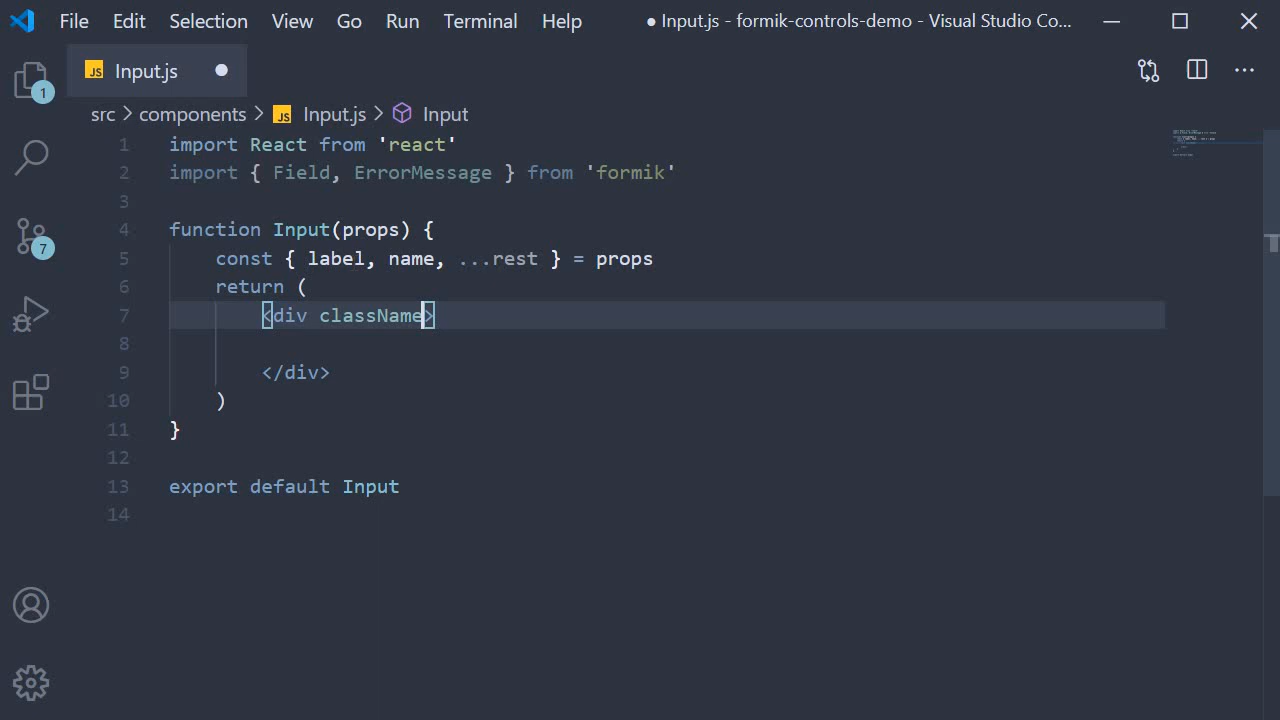 File Edit Selection View Go Run Terminal Help ● Input.js - formik-controls-demo - Visual Studio Co...
JS Input.js ●
src > components > JS Input.js > Input
1 import React from 'react'
2 import { Field, ErrorMessage } from 'formik'
3
4 function Input(props) {
5 const { label, name, ...rest } = props
6 return (
7 <div className>
8
9 </div>
10 )
11 }
12
13 export default Input
14
1
7